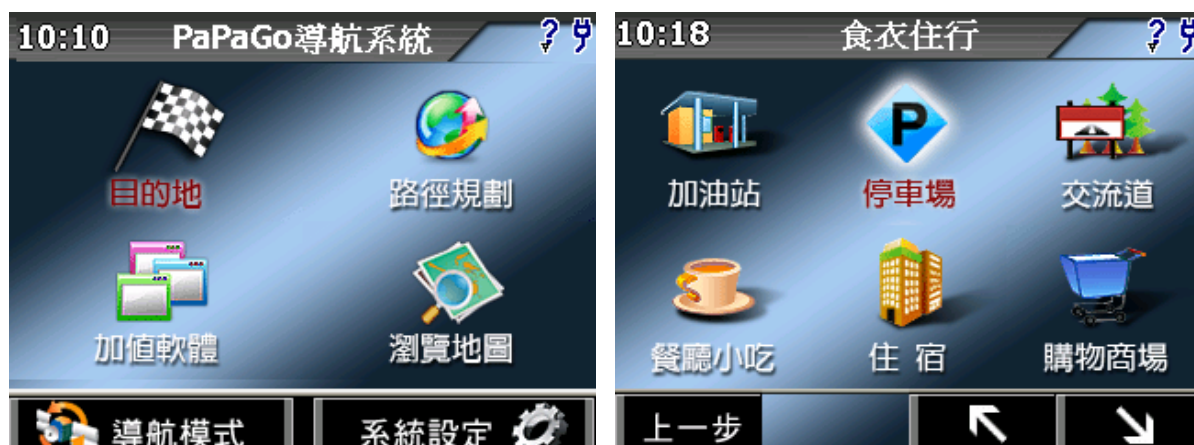 10:10 PaPaGo導航系統
目的地 路徑規劃
加值軟體 瀏覽地圖
導航模式 系統設定
10:18 食衣住行
加油站 P 停車場 交流道
餐廳小吃 住宿 購物商場
上一步